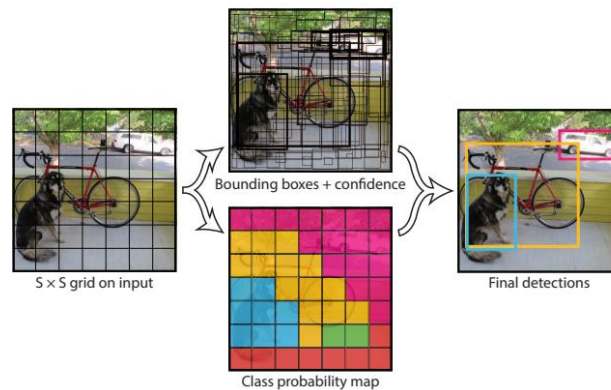 S × S grid on input
Bounding boxes + confidence
Class probability map
Final detections